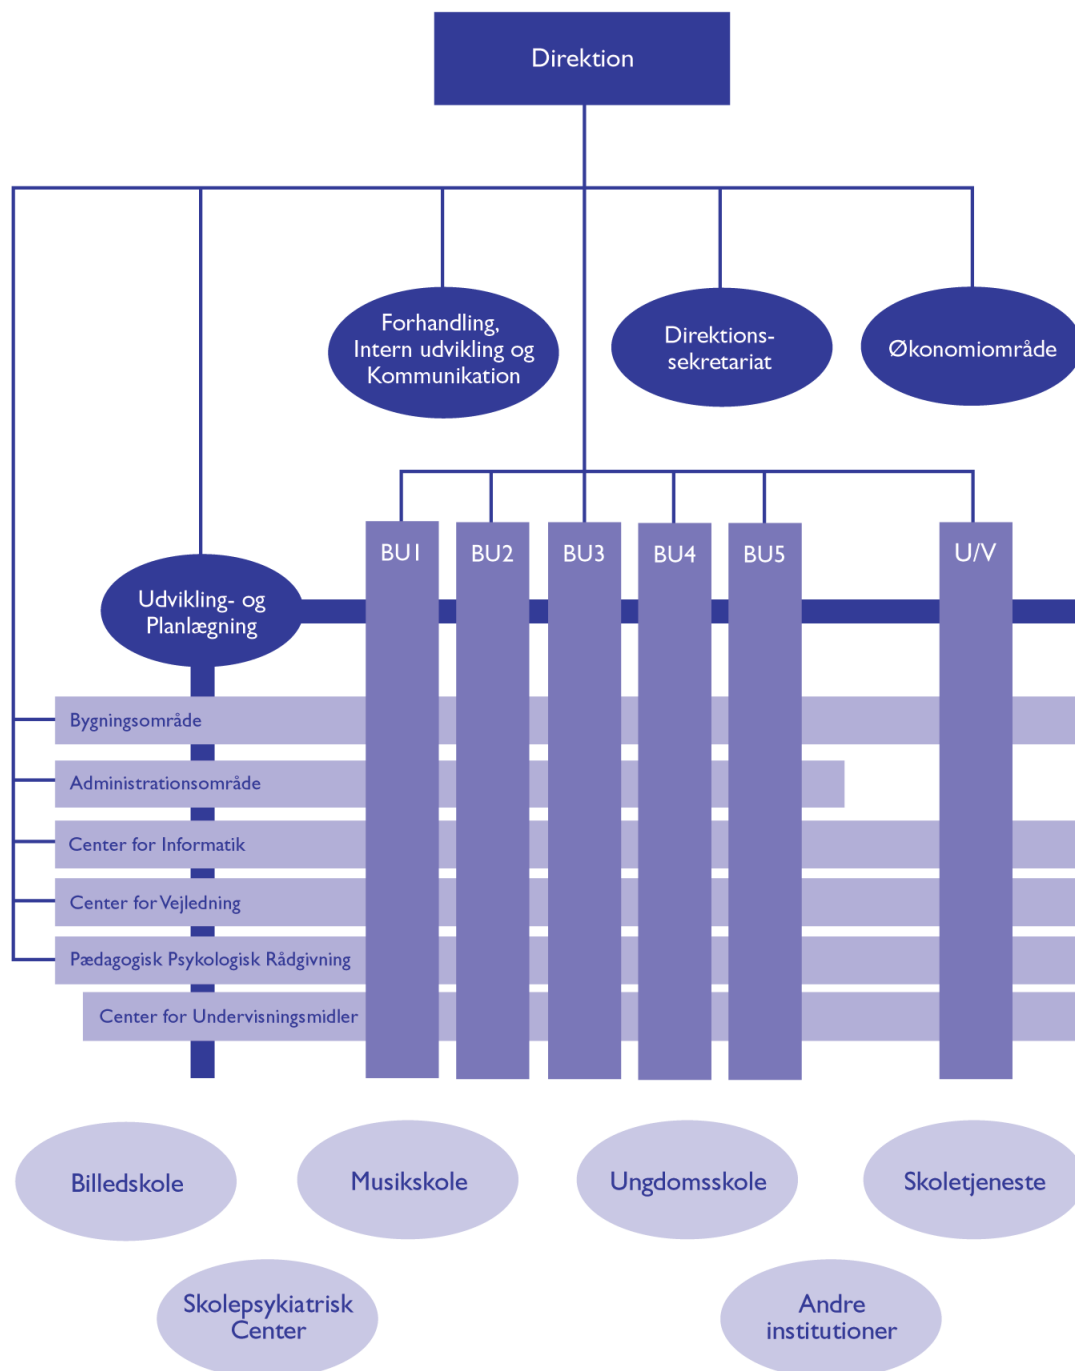 Direktion
Forhandling,
Intern udvikling og
Kommunikation
Direktions-
sekretariat
Økonomiområde
BU1
BU2
BU3
BU4
BU5
U/V
Udvikling- og
Planlægning
Bygningsområde
Administrationsområde
Center for Informatik
Center for Vejledning
Pædagogisk Psykologisk Rådgivning
Center for Undervisningsmidler
Billedskole
Musikskole
Ungdomsskole
Skoletjeneste
Skolepsykiatrisk
Center
Andre
institutioner